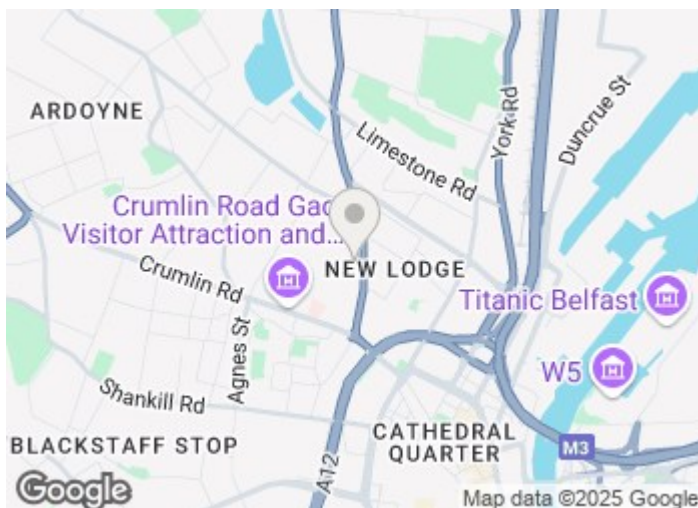 ARDOYNE
Limestone Rd
York Rd
Duncrue St
Crumlin Road Gao
Visitor Attraction and...
Crumlin Rd
NEW LODGE
Titanic Belfast
Agnes St
W5
Shankill Rd
BLACKSTAFF STOP
CATHEDRAL
QUARTER
M3
A12
Google
Map data ©2025 Google